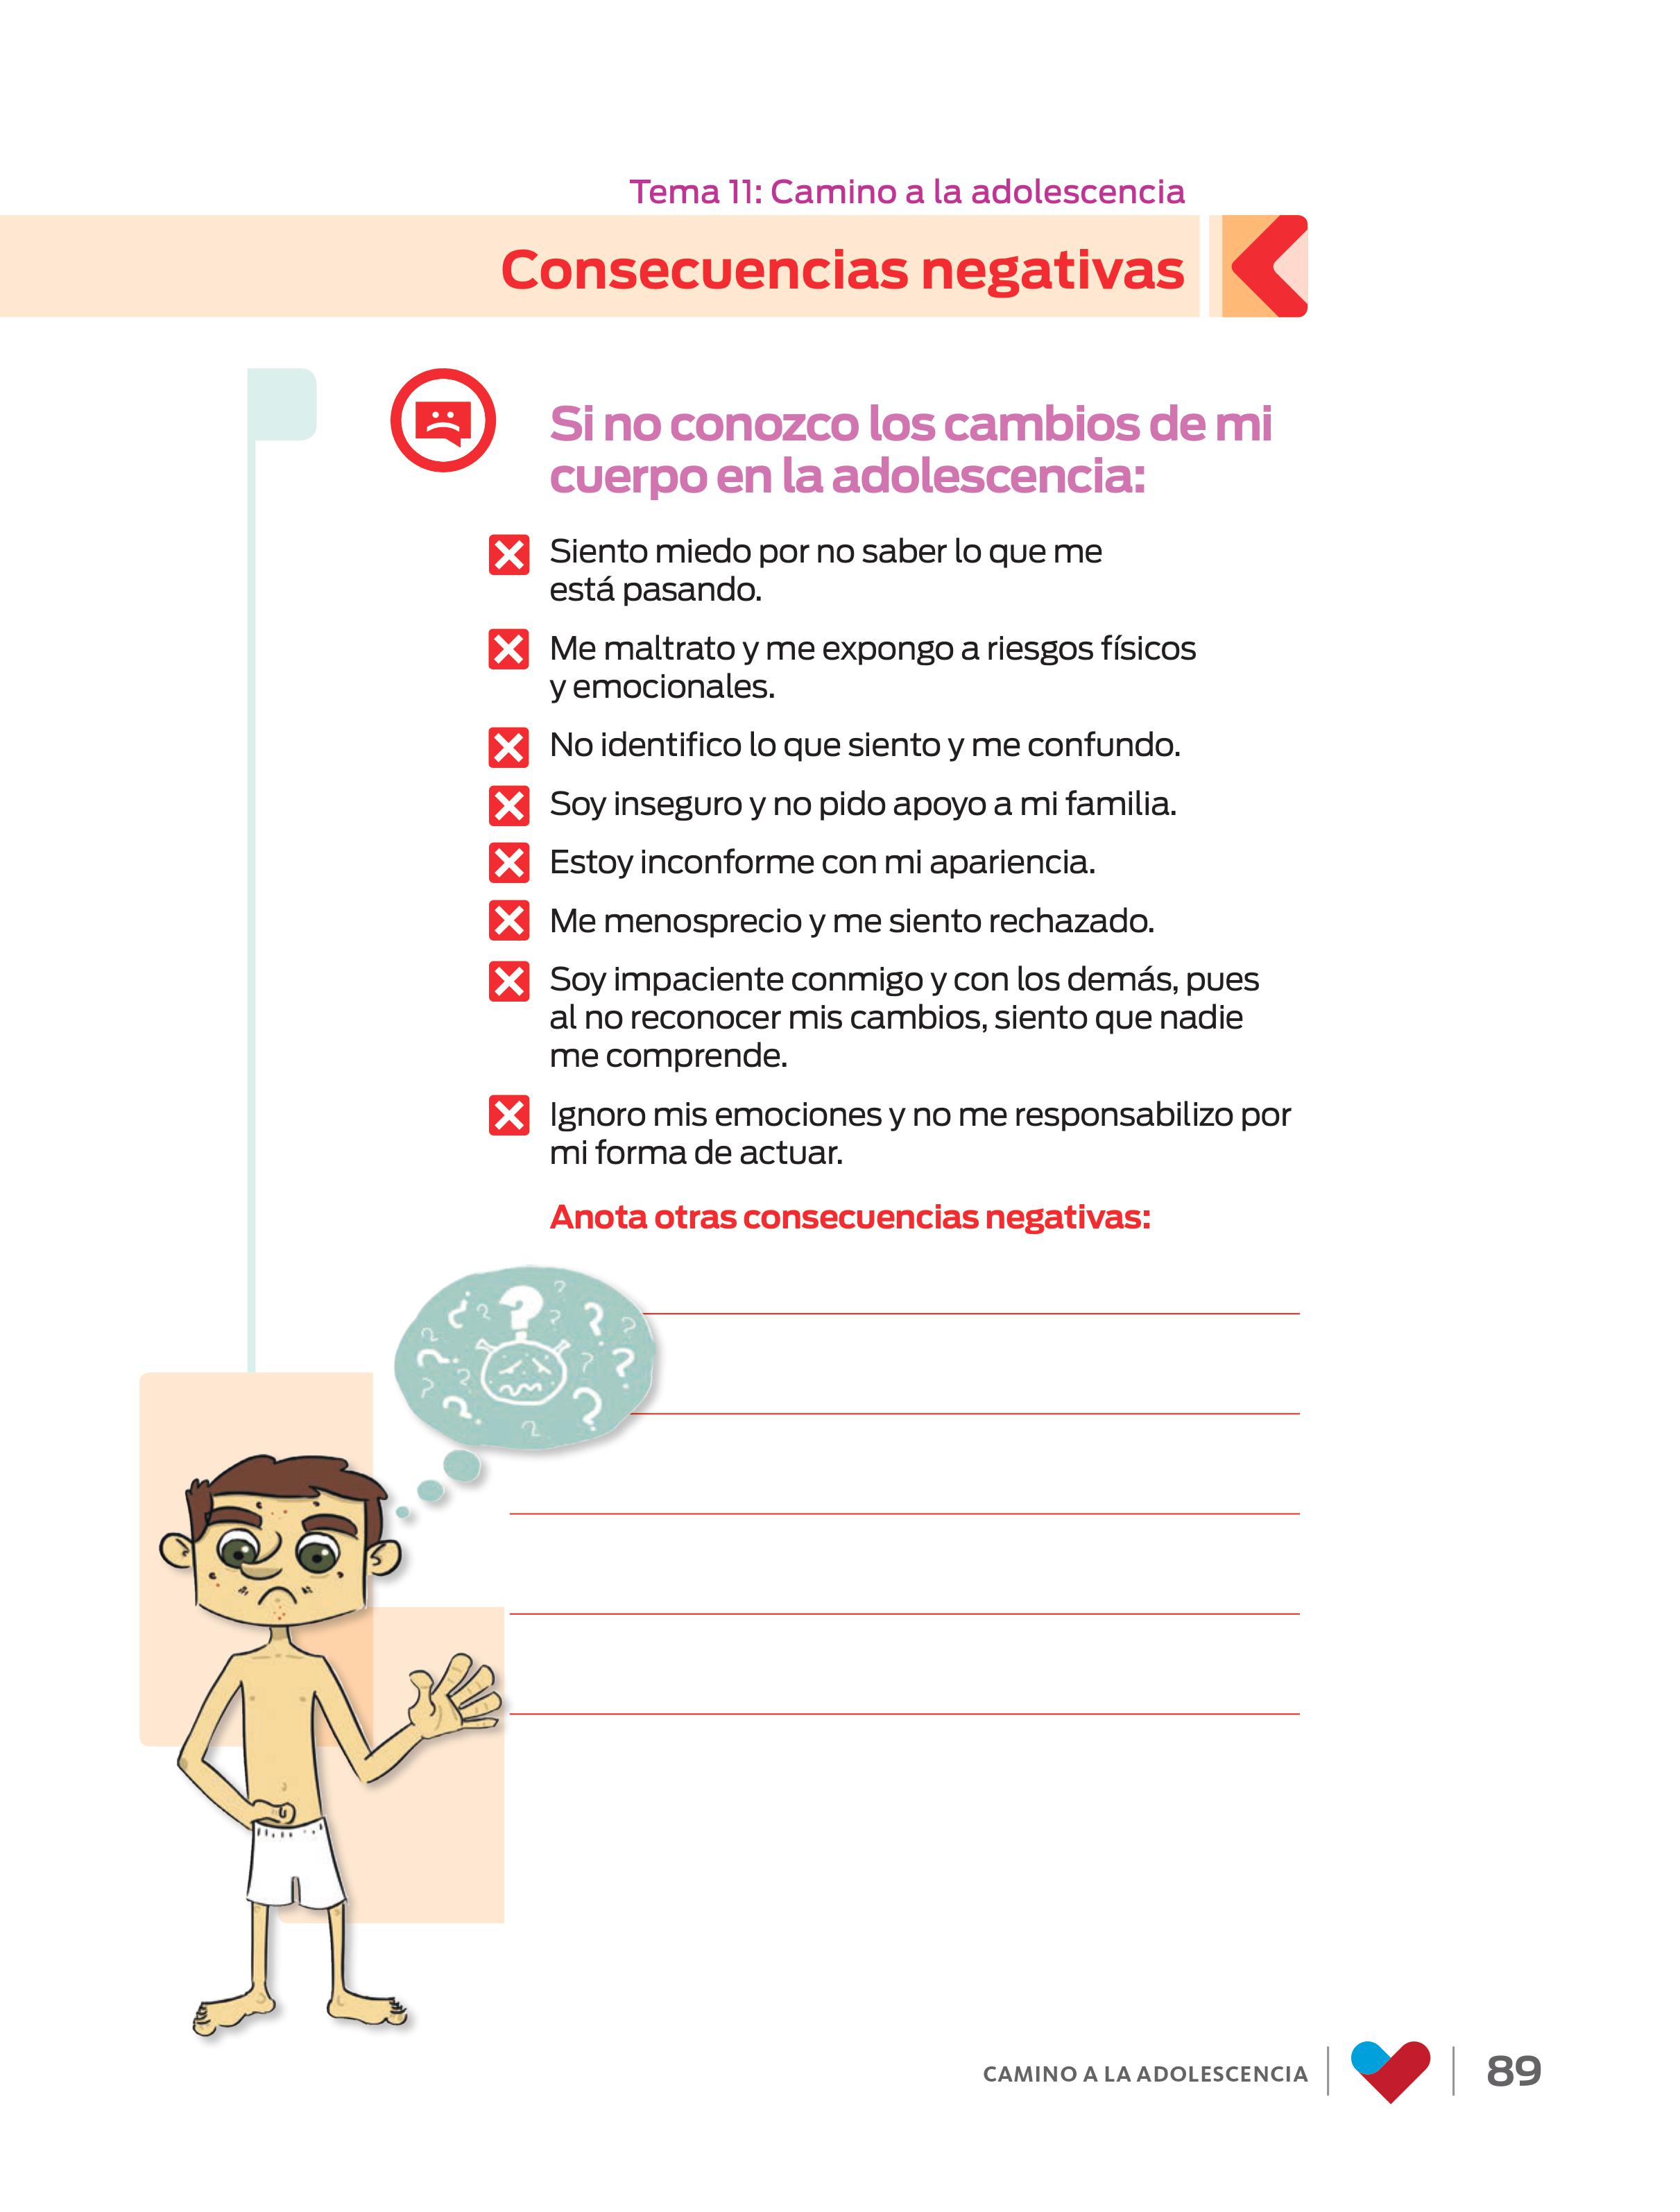 Tema 11: Camino a la adolescencia
Consecuencias negativas
Si no conozco los cambios de mi
cuerpo en la adolescencia:
Siento miedo por no saber lo que me
está pasando.
Me maltrato y me expongo a riesgos físicos
y emocionales.
No identifico lo que siento y me confundo.
Soy inseguro y no pido apoyo a mi familia.
Estoy inconforme con mi apariencia.
Me menosprecio y me siento rechazado.
Soy impaciente conmigo y con los demás, pues
al no reconocer mis cambios, siento que nadie
me comprende.
Ignoro mis emociones y no me responsabilizo por
mi forma de actuar.
Anota otras consecuencias negativas:
CAMINO A LA ADOLESCENCIA
89